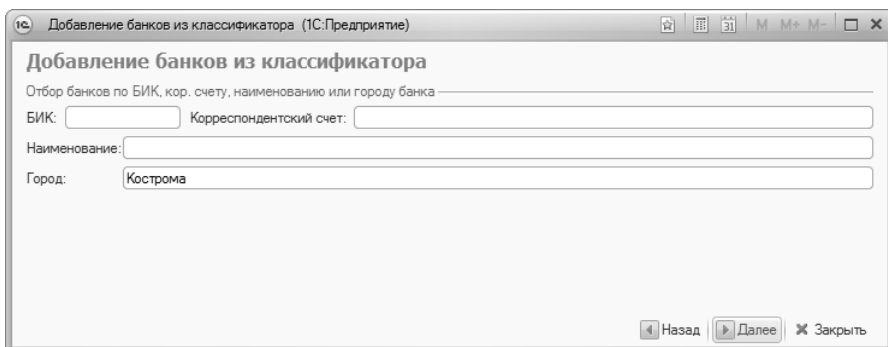 1С Добавление банков из классификатора (1С:Предприятие) 31 M M+ M-
Добавление банков из классификатора
Отбор банков по БИК, кор. счету, наименованию или городу банка
БИК: Корреспондентский счет:
Наименование:
Город: Кострома
Назад Далее Закрыть